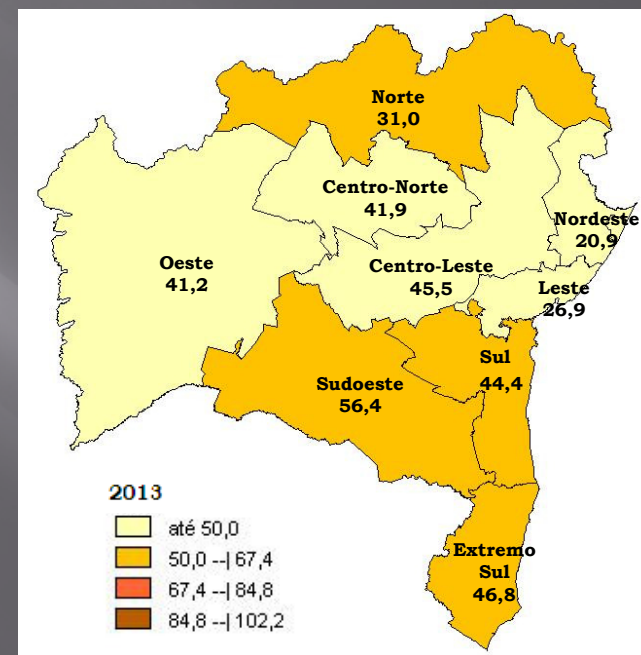 Norte
31,0
Centro-Norte
41,9
Nordeste
20,9
Oeste
41,2
Centro-Leste
45,5
Leste
26,9
Sul
44,4
Sudoeste
56,4
Extremo
Sul
46,8
2013
até 50,0
50,0 --| 67,4
67,4 --| 84,8
84,8 --| 102,2